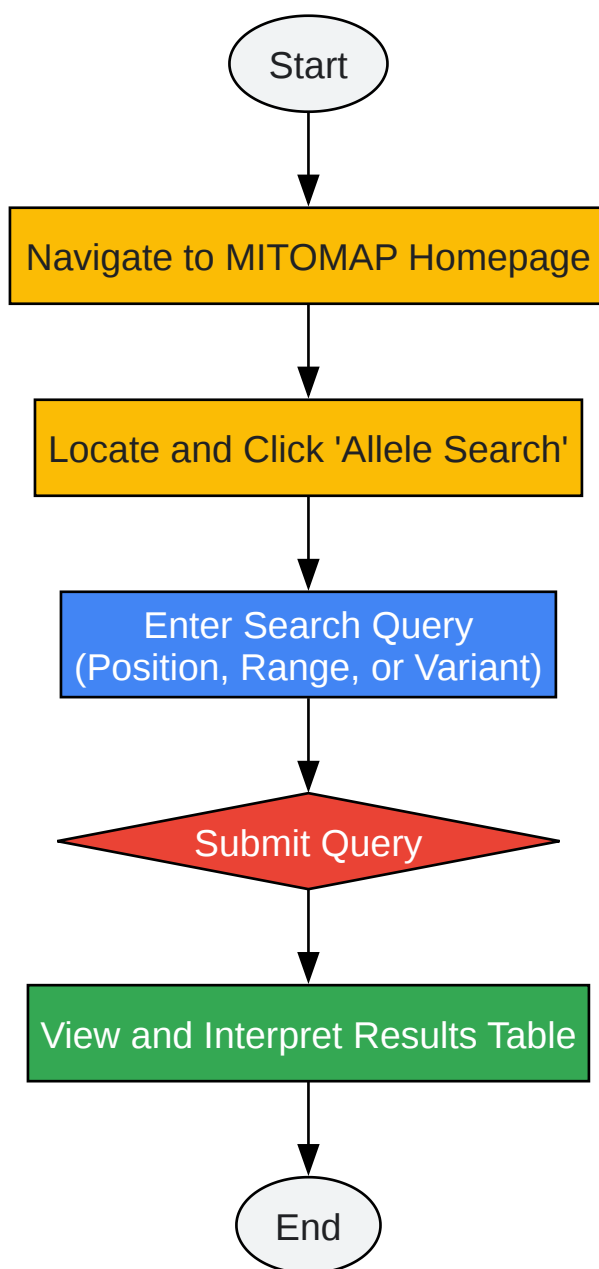 Start
Navigate to MITOMAP Homepage
Locate and Click 'Allele Search'
Enter Search Query
(Position, Range, or Variant)
Submit Query
View and Interpret Results Table
End